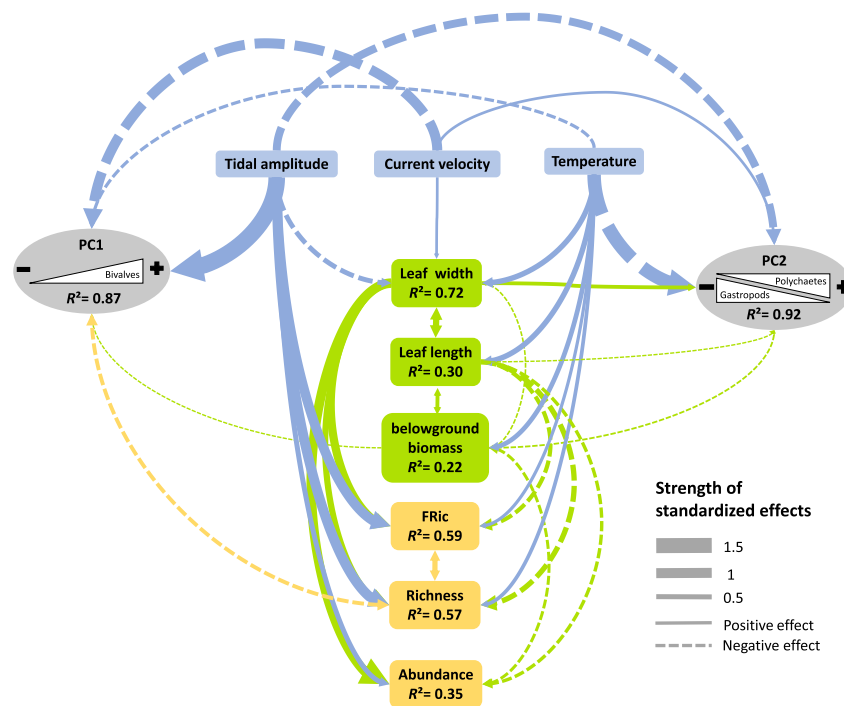 Tidal amplitude
Current velocity
Temperature
PC1
- +
Bivalves
R²= 0.87
Leaf width
R²= 0.72
PC2
- +
Polychaetes
Gastropods
R²= 0.92
Leaf length
R²= 0.30
belowground
biomass
R²= 0.22
FRic
R²= 0.59
Richness
R²= 0.57
Abundance
R²= 0.35
Strength of
standardized effects
1.5
1
0.5
Positive effect
Negative effect